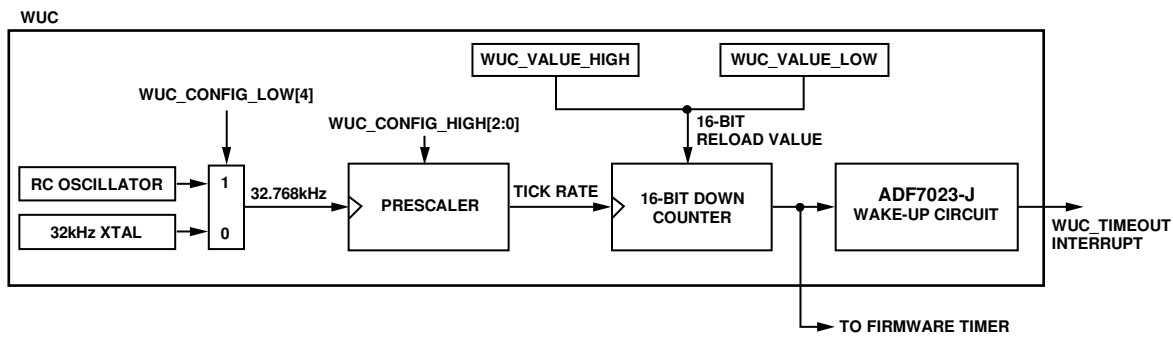 WUC
WUC_VALUE_HIGH
WUC_VALUE_LOW
WUC_CONFIG_LOW[4]
WUC_CONFIG_HIGH[2:0]
16-BIT
RELOAD VALUE
RC OSCILLATOR
1
32.768kHz
PRESCALER
TICK RATE
16-BIT DOWN
COUNTER
ADF7023-J
WAKE-UP CIRCUIT
32kHz XTAL
0
WUC_TIMEOUT
INTERRUPT
TO FIRMWARE TIMER